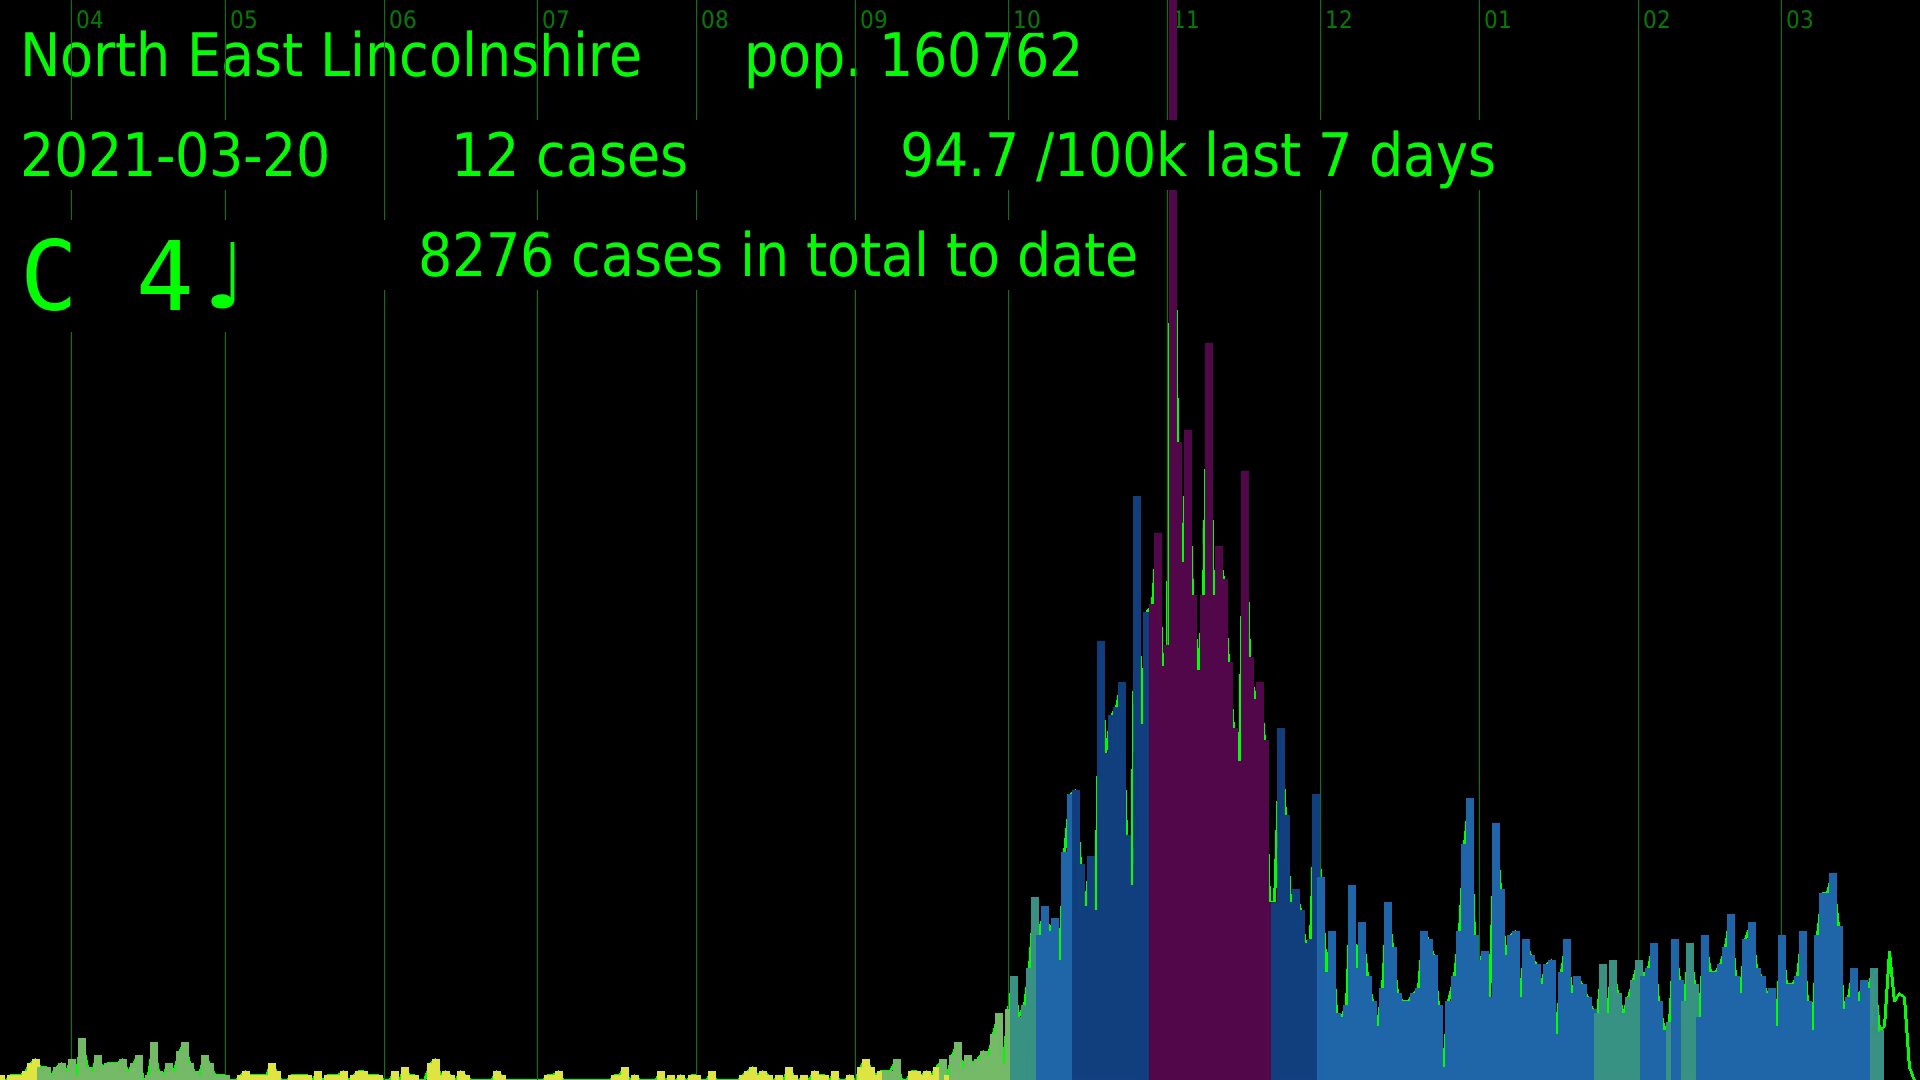 04 05 06 07 08 09 10 11 12 01 02 03
North East Lincolnshire pop. 160762
2021-03-20 12 cases 94.7 /100k last 7 days
C 4♩ 8276 cases in total to date